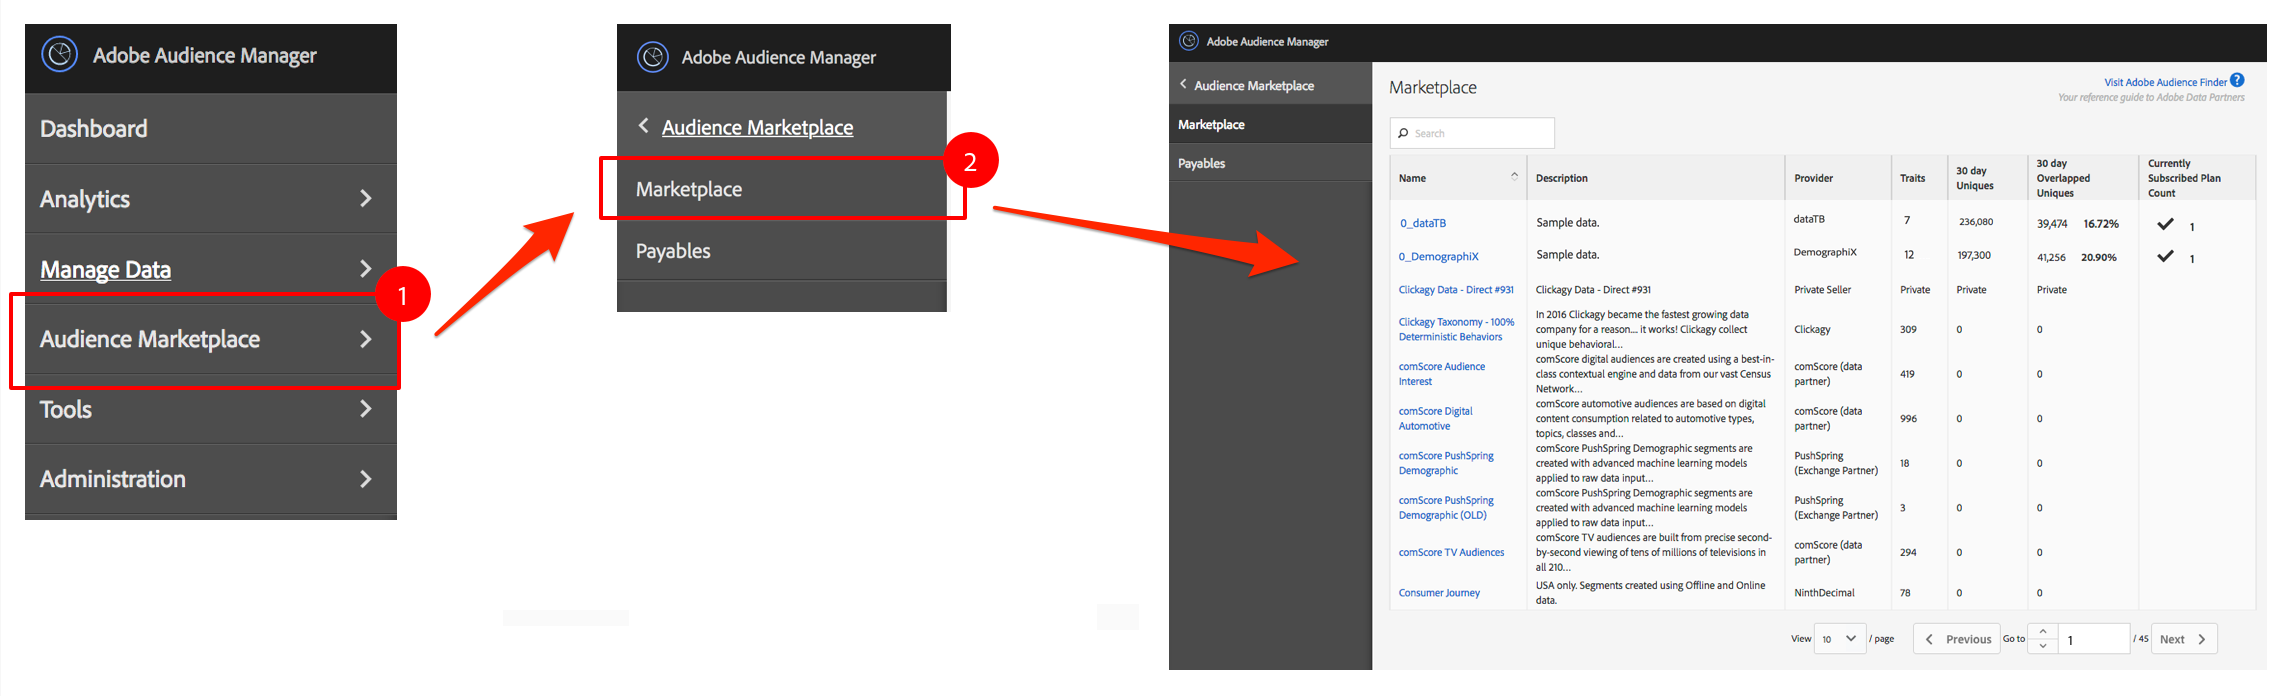 Adobe Audience Manager
Dashboard
Analytics
Manage Data
1
Audience Marketplace
Tools
Administration
Adobe Audience Manager
Audience Marketplace
2
Marketplace
Payables
Adobe Audience Manager
Audience Marketplace
Marketplace
Payables
Marketplace
Visit Adobe Audience Finder ?
Your reference guide to Adobe Data Partners
Search
Name
Description
Provider
Traits
30 day
Uniques
30 day
Overlapped
Uniques
Currently
Subscribed Plan
Count
0_dataTB
Sample data.
dataTB
7
236,080
39,474 16.72%
1
0_DemographiX
Sample data.
DemographiX
12
197,300
41,256 20.90%
1
Clickagy Data - Direct #931
Clickagy Data - Direct #931
Private Seller
Private
Private
Private
Clickagy Taxonomy - 100%
Deterministic Behaviors
In 2016 Clickagy became the fastest growing data
company for a reason... it works! Clickagy collect
unique behavioral...
Clickagy
309
0
0
comScore Audience
Interest
comScore digital audiences are created using a best-in-
class contextual engine and data from our vast Census
Network...
comScore (data
partner)
419
0
0
comScore Digital
Automotive
comScore automotive audiences are based on digital
content consumption related to automotive types,
topics, classes and...
comScore (data
partner)
996
0
0
comScore PushSpring
Demographic
comScore PushSpring Demographic segments are
created with advanced machine learning models
applied to raw data input...
PushSpring
(Exchange Partner)
18
0
0
comScore PushSpring
Demographic (OLD)
comScore PushSpring Demographic segments are
created with advanced machine learning models
applied to raw data input...
PushSpring
(Exchange Partner)
3
0
0
comScore TV Audiences
comScore TV audiences are built from precise second-
by-second viewing of tens of millions of televisions in
all 210...
comScore (data
partner)
294
0
0
Consumer Journey
USA only. Segments created using Offline and Online
data.
NinthDecimal
78
0
0
View 10 / page Previous Go to 1 / 45 Next